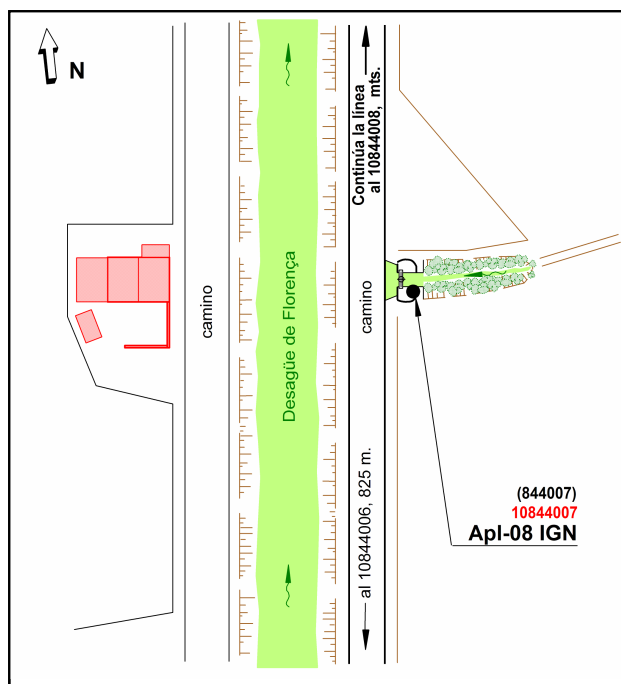 N
Continúa la línea
al 10844008, mts.
camino
Desagüe de Florença
camino
al 10844006, 825 m.
(844007)
10844007
Apl-08 IGN